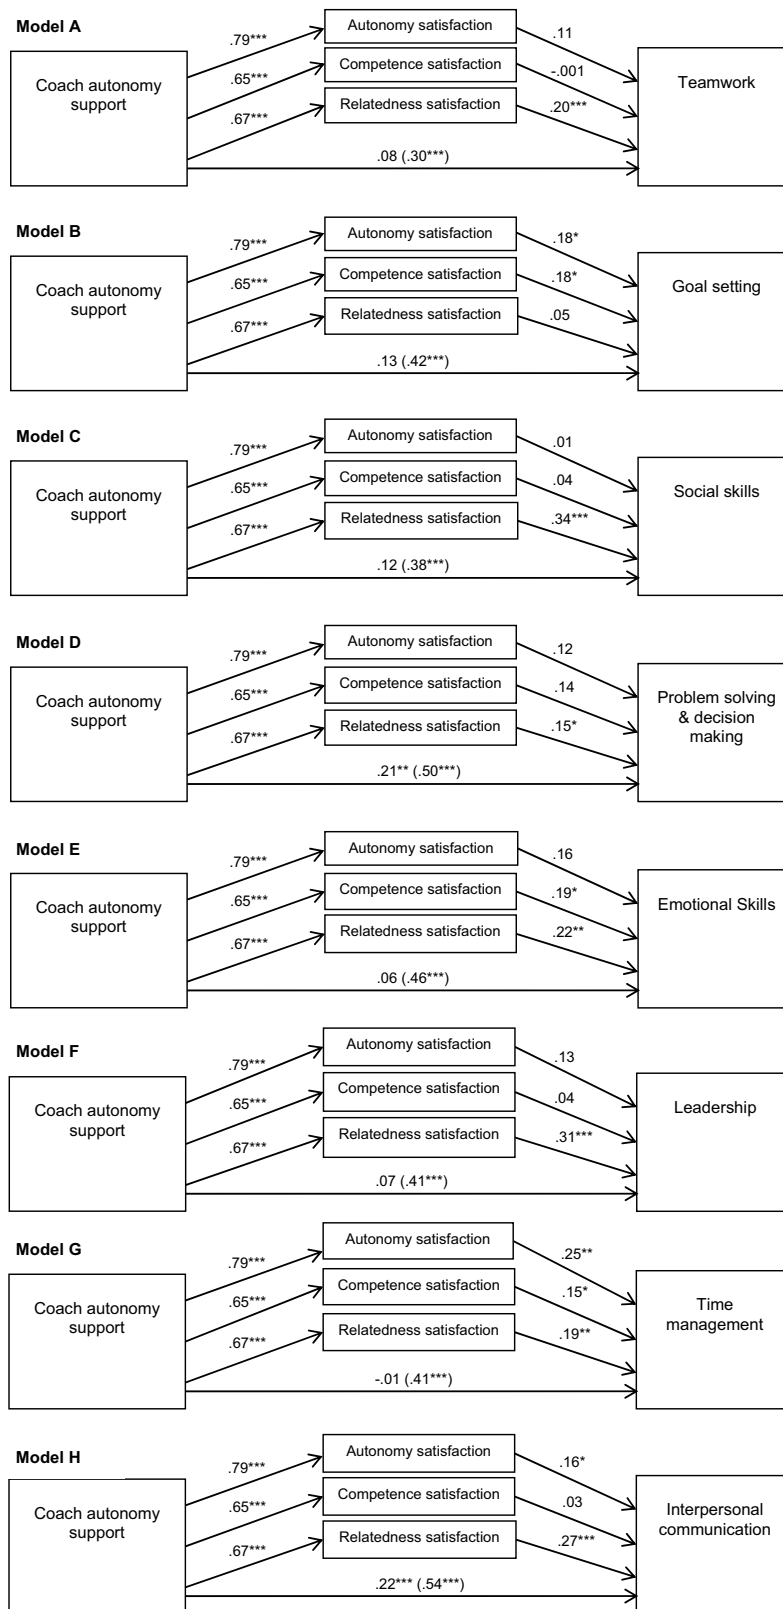 Model A
.79***
Autonomy satisfaction
.11
Coach autonomy
support
.65***
Competence satisfaction
-.001
Teamwork
.67***
Relatedness satisfaction
.20***
.08 (.30***)
Model B
.79***
Autonomy satisfaction
.18*
Coach autonomy
support
.65***
Competence satisfaction
.18*
Goal setting
.67***
Relatedness satisfaction
.05
.13 (.42***)
Model C
.79***
Autonomy satisfaction
.01
Coach autonomy
support
.65***
Competence satisfaction
.04
Social skills
.67***
Relatedness satisfaction
.34***
.12 (.38***)
Model D
.79***
Autonomy satisfaction
.12
Coach autonomy
support
.65***
Competence satisfaction
.14
Problem solving
& decision
making
.67***
Relatedness satisfaction
.15*
.21** (.50***)
Model E
.79***
Autonomy satisfaction
.16
Coach autonomy
support
.65***
Competence satisfaction
.19*
Emotional Skills
.67***
Relatedness satisfaction
.22**
.06 (.46***)
Model F
.79***
Autonomy satisfaction
.13
Coach autonomy
support
.65***
Competence satisfaction
.04
Leadership
.67***
Relatedness satisfaction
.31***
.07 (.41***)
Model G
.79***
Autonomy satisfaction
.25**
Coach autonomy
support
.65***
Competence satisfaction
.15*
Time
management
.67***
Relatedness satisfaction
.19**
-.01 (.41***)
Model H
.79***
Autonomy satisfaction
.16*
Coach autonomy
support
.65***
Competence satisfaction
.03
Interpersonal
communication
.67***
Relatedness satisfaction
.27***
.22*** (.54***)